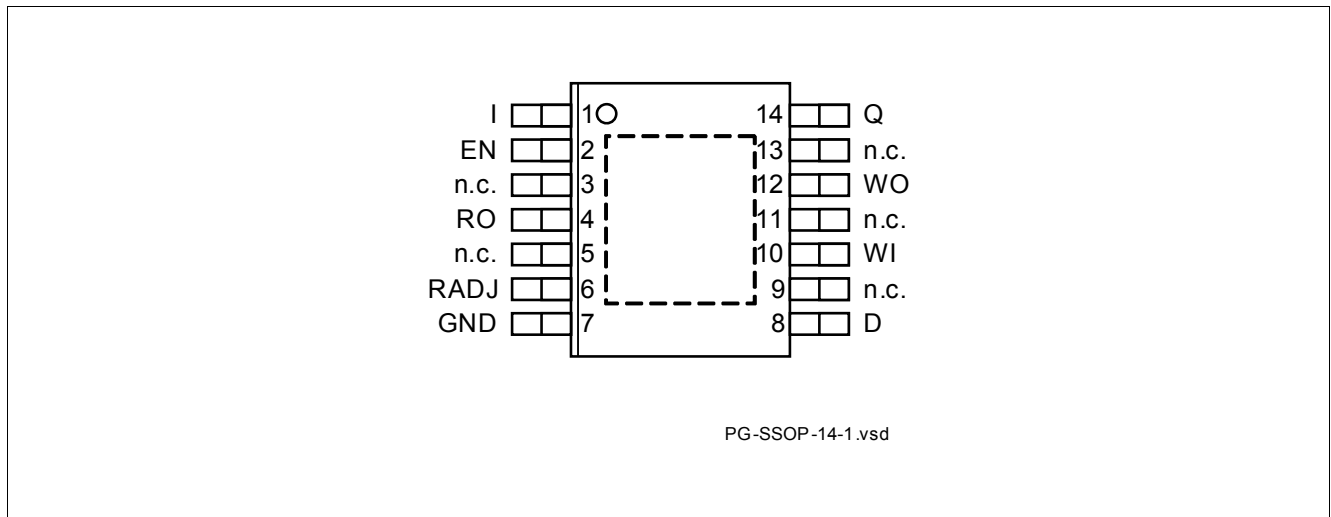 I 1 14 Q
EN 2 13 n.c.
n.c. 3 12 WO
RO 4 11 n.c.
n.c. 5 10 WI
RADJ 6 9 n.c.
GND 7 8 D
PG-SSOP-14-1.vsd